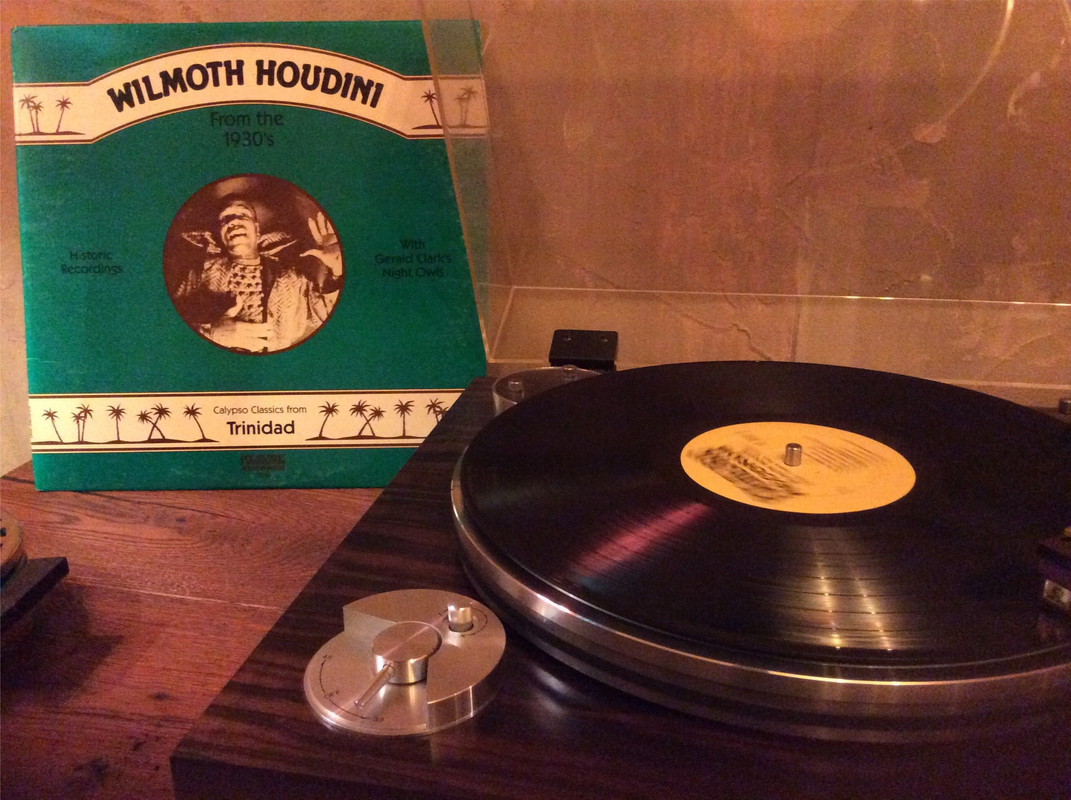 WILMOTH HOUDINI
From the
1930's
Historic
Recordings
With
Gerald Clark's
Night Owls
Calypso Classics from
Trinidad